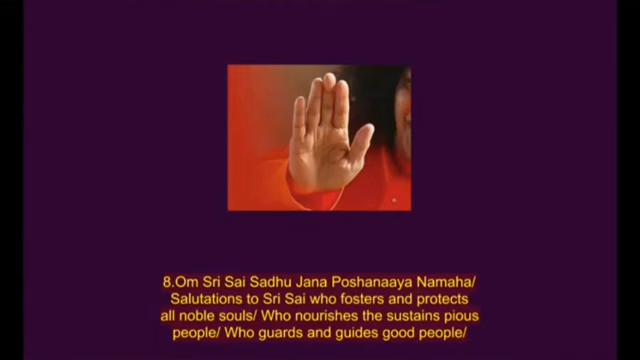 8.Om Sri Sai Sadhu Jana Poshanaaya Namaha/
Salutations to Sri Sai who fosters and protects
all noble souls/ Who nourishes the sustains pious
people/ Who guards and guides good people/